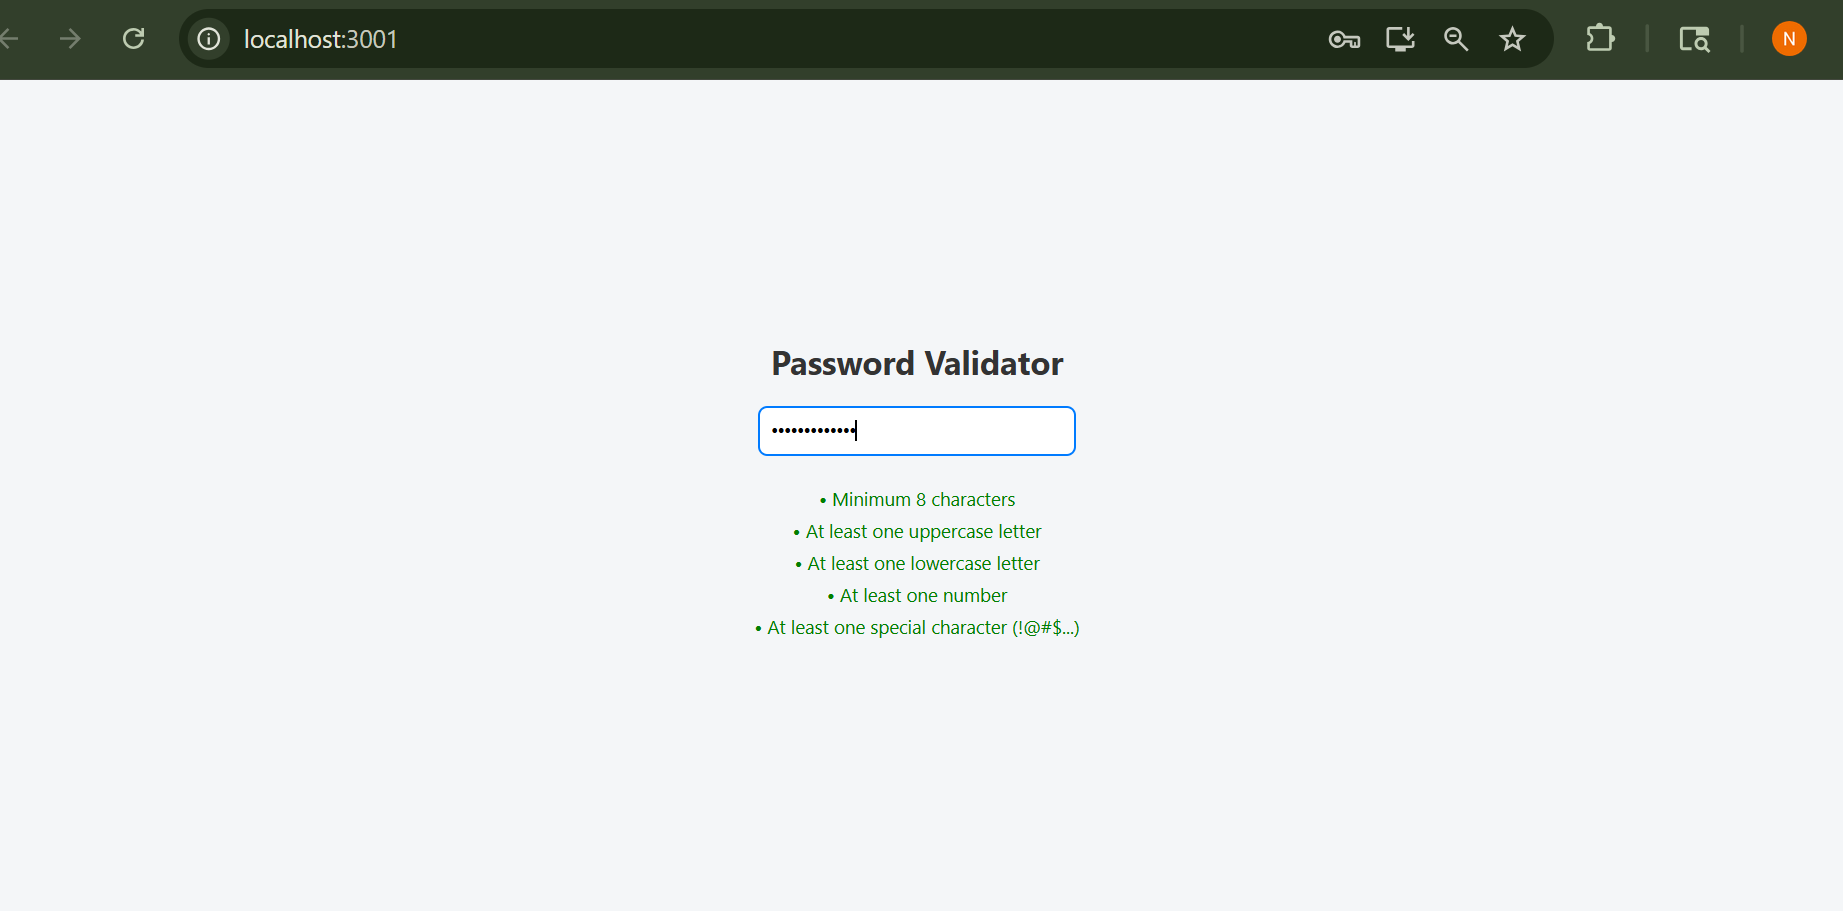 localhost:3001
N
Password Validator
•••••••••••••
• Minimum 8 characters
• At least one uppercase letter
• At least one lowercase letter
• At least one number
• At least one special character (!@#$...)